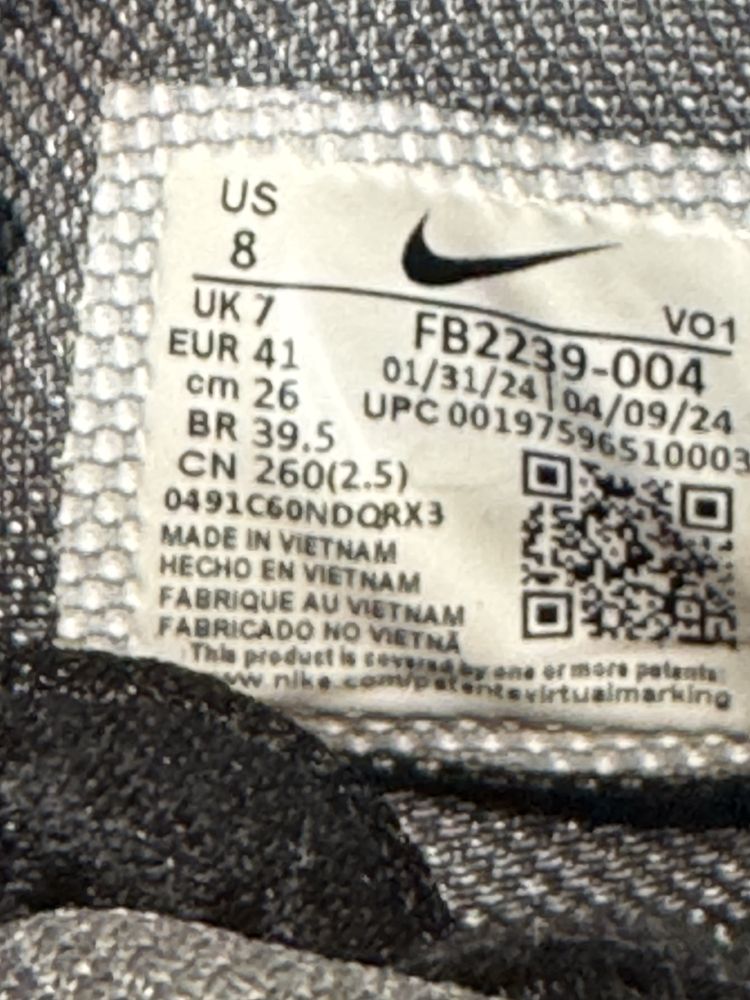 US
8
UK 7
EUR 41
cm 26
BR 39.5
CN 260(2.5)
VO1
FB2239-004
01/31/24 | 04/09/24
UPC 00197596510003
0491C60NDQRX3
MADE IN VIETNAM
HECHO EN VIETNAM
FABRIQUE AU VIETNAM
FABRICADO NO VIETNÃ
This product is covered by one or more patents:
www.nike.com/patentsvirtualmarking